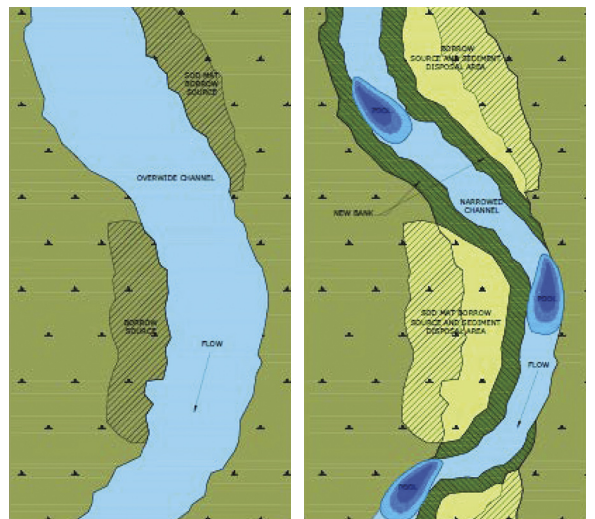 SOD MAT
BORROW
SOURCE
OVERWIDE CHANNEL
BORROW
SOURCE
FLOW
BORROW
SOURCE AND SEDIMENT
DISPOSAL AREA
POOL
NARROWED
CHANNEL
NEW BANK
POOL
SOD MAT BORROW
SOURCE AND SEDIMENT
DISPOSAL AREA
FLOW
POOL